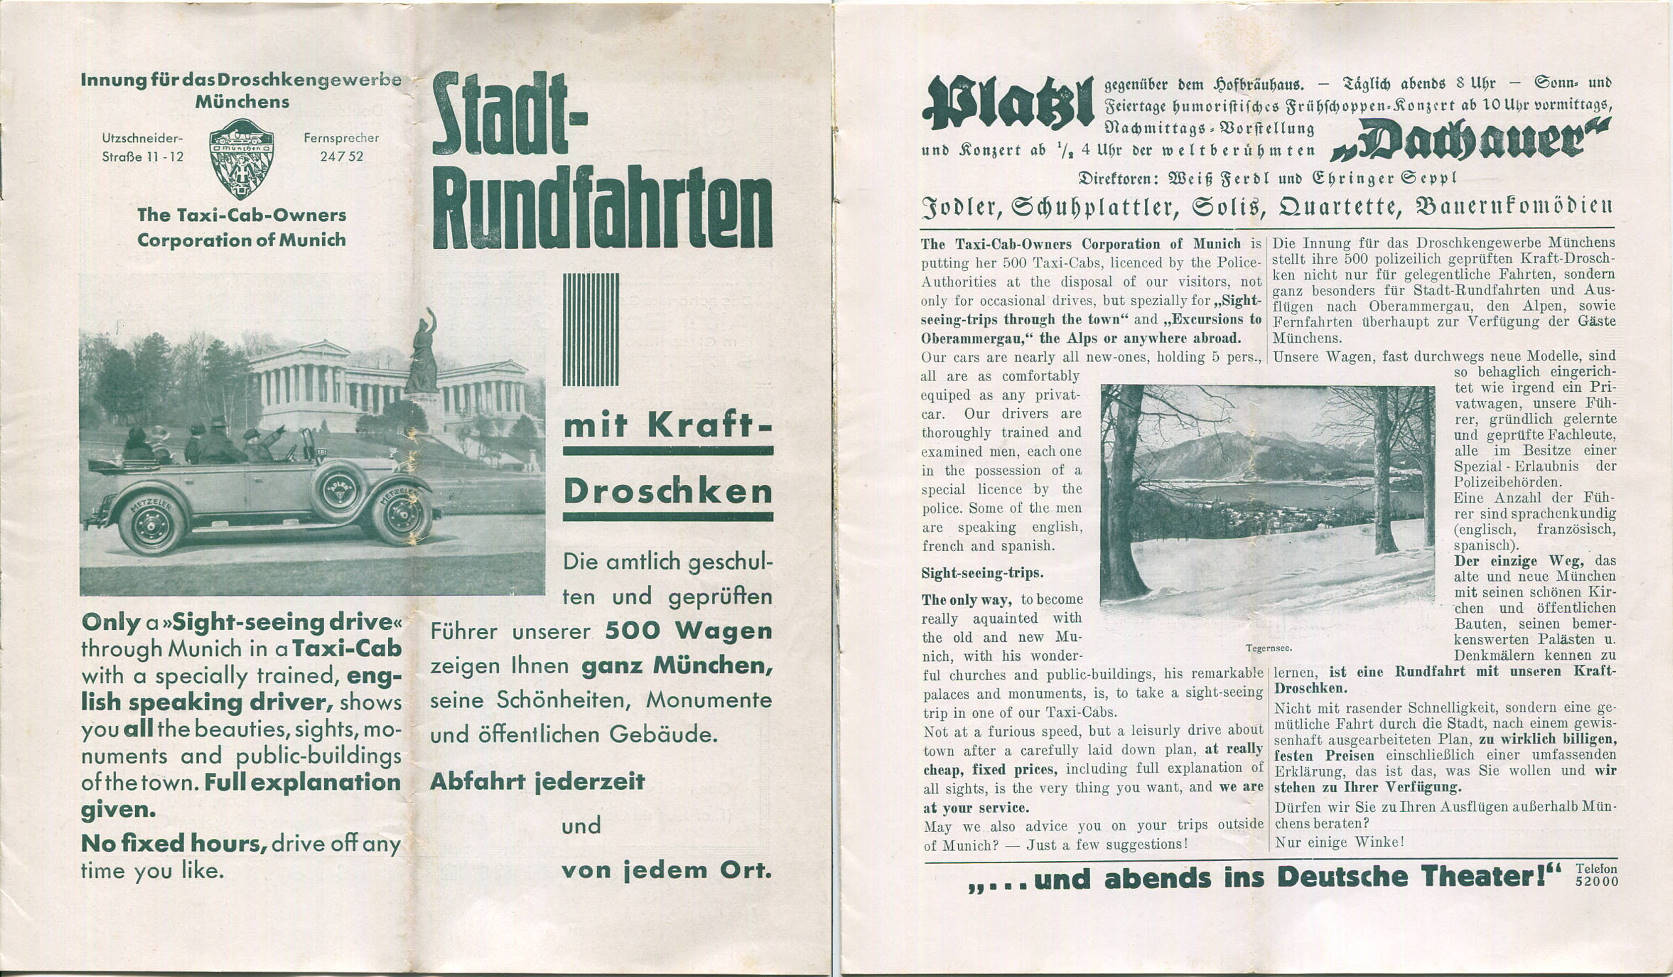 Innung für das Droschkengewerbe
Münchens
Utzschneider-
Straße 11-12
München
Fernsprecher
24752
The Taxi-Cab-Owners
Corporation of Munich
Stadt-
Rundfahrten
mit Kraft-
Droschken
METZELER
"ADLER"
METZELER
Only a »Sight-seeing drive«
through Munich in a Taxi-Cab
with a specially trained, eng-
lish speaking driver, shows
you all the beauties, sights, mo-
numents and public-buildings
of the town. Full explanation
given.
No fixed hours, drive off any
time you like.
Die amtlich geschul-
ten und geprüften
Führer unserer 500 Wagen
zeigen Ihnen ganz München,
seine Schönheiten, Monumente
und öffentlichen Gebäude.
Abfahrt jederzeit
und
von jedem Ort.
Platzl gegenüber dem Hofbräuhaus. — Täglich abends 8 Uhr — Sonn- und
Feiertage humoristisches Frühschoppen-Konzert ab 10 Uhr vormittags,
Nachmittags-Vorstellung
und Konzert ab ½ 4 Uhr der weltberühmten „Dachauer“
Direktoren: Weiß Ferdl und Ehringer Seppl
Jodler, Schuhplattler, Solis, Quartette, Bauernkomödien
The Taxi-Cab-Owners Corporation of Munich is
putting her 500 Taxi-Cabs, licenced by the Police-
Authorities at the disposal of our visitors, not
only for occasional drives, but spezially for „Sight-
seeing-trips through the town“ and „Excursions to
Oberammergau,“ the Alps or anywhere abroad.
Our cars are nearly all new-ones, holding 5 pers.,
all are as comfortably
equiped as any privat-
car. Our drivers are
thoroughly trained and
examined men, each one
in the possession of a
special licence by the
police. Some of the men
are speaking english,
french and spanish.
Sight-seeing-trips.
The only way, to become
really aquainted with
the old and new Mu-
nich, with his wonder-
ful churches and public-buildings, his remarkable
palaces and monuments, is, to take a sight-seeing
trip in one of our Taxi-Cabs.
Not at a furious speed, but a leisurly drive about
town after a carefully laid down plan, at really
cheap, fixed prices, including full explanation of
all sights, is the very thing you want, and we are
at your service.
May we also advice you on your trips outside
of Munich? — Just a few suggestions!
Die Innung für das Droschkengewerbe Münchens
stellt ihre 500 polizeilich geprüften Kraft-Drosch-
ken nicht nur für gelegentliche Fahrten, sondern
ganz besonders für Stadt-Rundfahrten und Aus-
flügen nach Oberammergau, den Alpen, sowie
Fernfahrten überhaupt zur Verfügung der Gäste
Münchens.
Unsere Wagen, fast durchwegs neue Modelle, sind
so behaglich eingerich-
tet wie irgend ein Pri-
vatwagen, unsere Füh-
rer, gründlich gelernte
und geprüfte Fachleute,
alle im Besitze einer
Spezial-Erlaubnis der
Polizeibehörden.
Eine Anzahl der Füh-
rer sind sprachenkundig
(englisch, französisch,
spanisch).
Der einzige Weg, das
alte und neue München
mit seinen schönen Kir-
chen und öffentlichen
Bauten, seinen bemer-
kenswerten Palästen u.
Denkmälern kennen zu
lernen, ist eine Rundfahrt mit unseren Kraft-
Droschken.
Nicht mit rasender Schnelligkeit, sondern eine ge-
mütliche Fahrt durch die Stadt, nach einem gewis-
senhaft ausgearbeiteten Plan, zu wirklich billigen,
festen Preisen einschließlich einer umfassenden
Erklärung, das ist das, was Sie wollen und wir
stehen zu Ihrer Verfügung.
Dürfen wir Sie zu Ihren Ausflügen außerhalb Mün-
chens beraten?
Nur einige Winke!
Tegernsee.
„... und abends ins Deutsche Theater!“ Telefon
52000